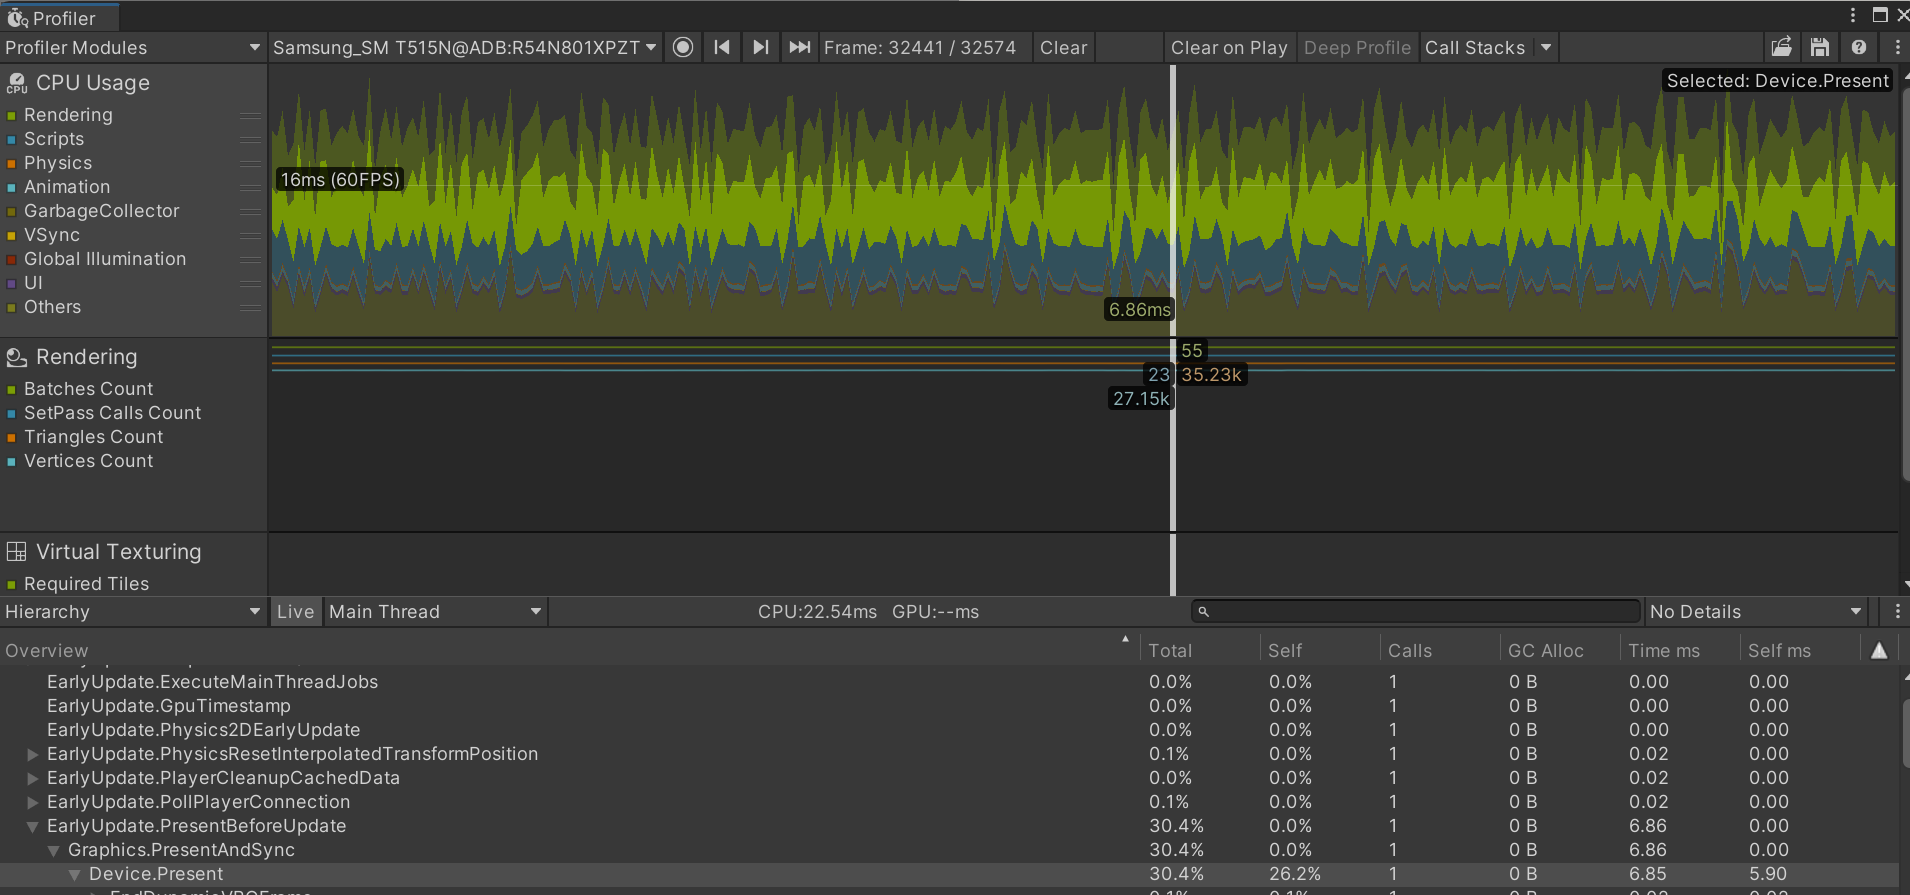 Profiler
Profiler Modules Samsung_SM T515N@ADB:R54N801XPZT Frame: 32441 / 32574 Clear Clear on Play Deep Profile Call Stacks
CPU Usage
Selected: Device.Present
Rendering
Scripts
Physics
16ms (60FPS)
Animation
GarbageCollector
VSync
Global Illumination
UI
Others
6.86ms
Rendering
55
23 35.23k
27.15k
Batches Count
SetPass Calls Count
Triangles Count
Vertices Count
Virtual Texturing
Required Tiles
Hierarchy Live Main Thread CPU:22.54ms GPU:--ms No Details
Overview Total Self Calls GC Alloc Time ms Self ms
EarlyUpdate.ExecuteMainThreadJobs 0.0% 0.0% 1 0 B 0.00 0.00
EarlyUpdate.GpuTimestamp 0.0% 0.0% 1 0 B 0.00 0.00
EarlyUpdate.Physics2DEarlyUpdate 0.0% 0.0% 1 0 B 0.00 0.00
EarlyUpdate.PhysicsResetInterpolatedTransformPosition 0.1% 0.0% 1 0 B 0.02 0.00
EarlyUpdate.PlayerCleanupCachedData 0.0% 0.0% 1 0 B 0.02 0.00
EarlyUpdate.PollPlayerConnection 0.1% 0.0% 1 0 B 0.02 0.00
EarlyUpdate.PresentBeforeUpdate 30.4% 0.0% 1 0 B 6.86 0.00
Graphics.PresentAndSync 30.4% 0.0% 1 0 B 6.86 0.00
Device.Present 30.4% 26.2% 1 0 B 6.85 5.90